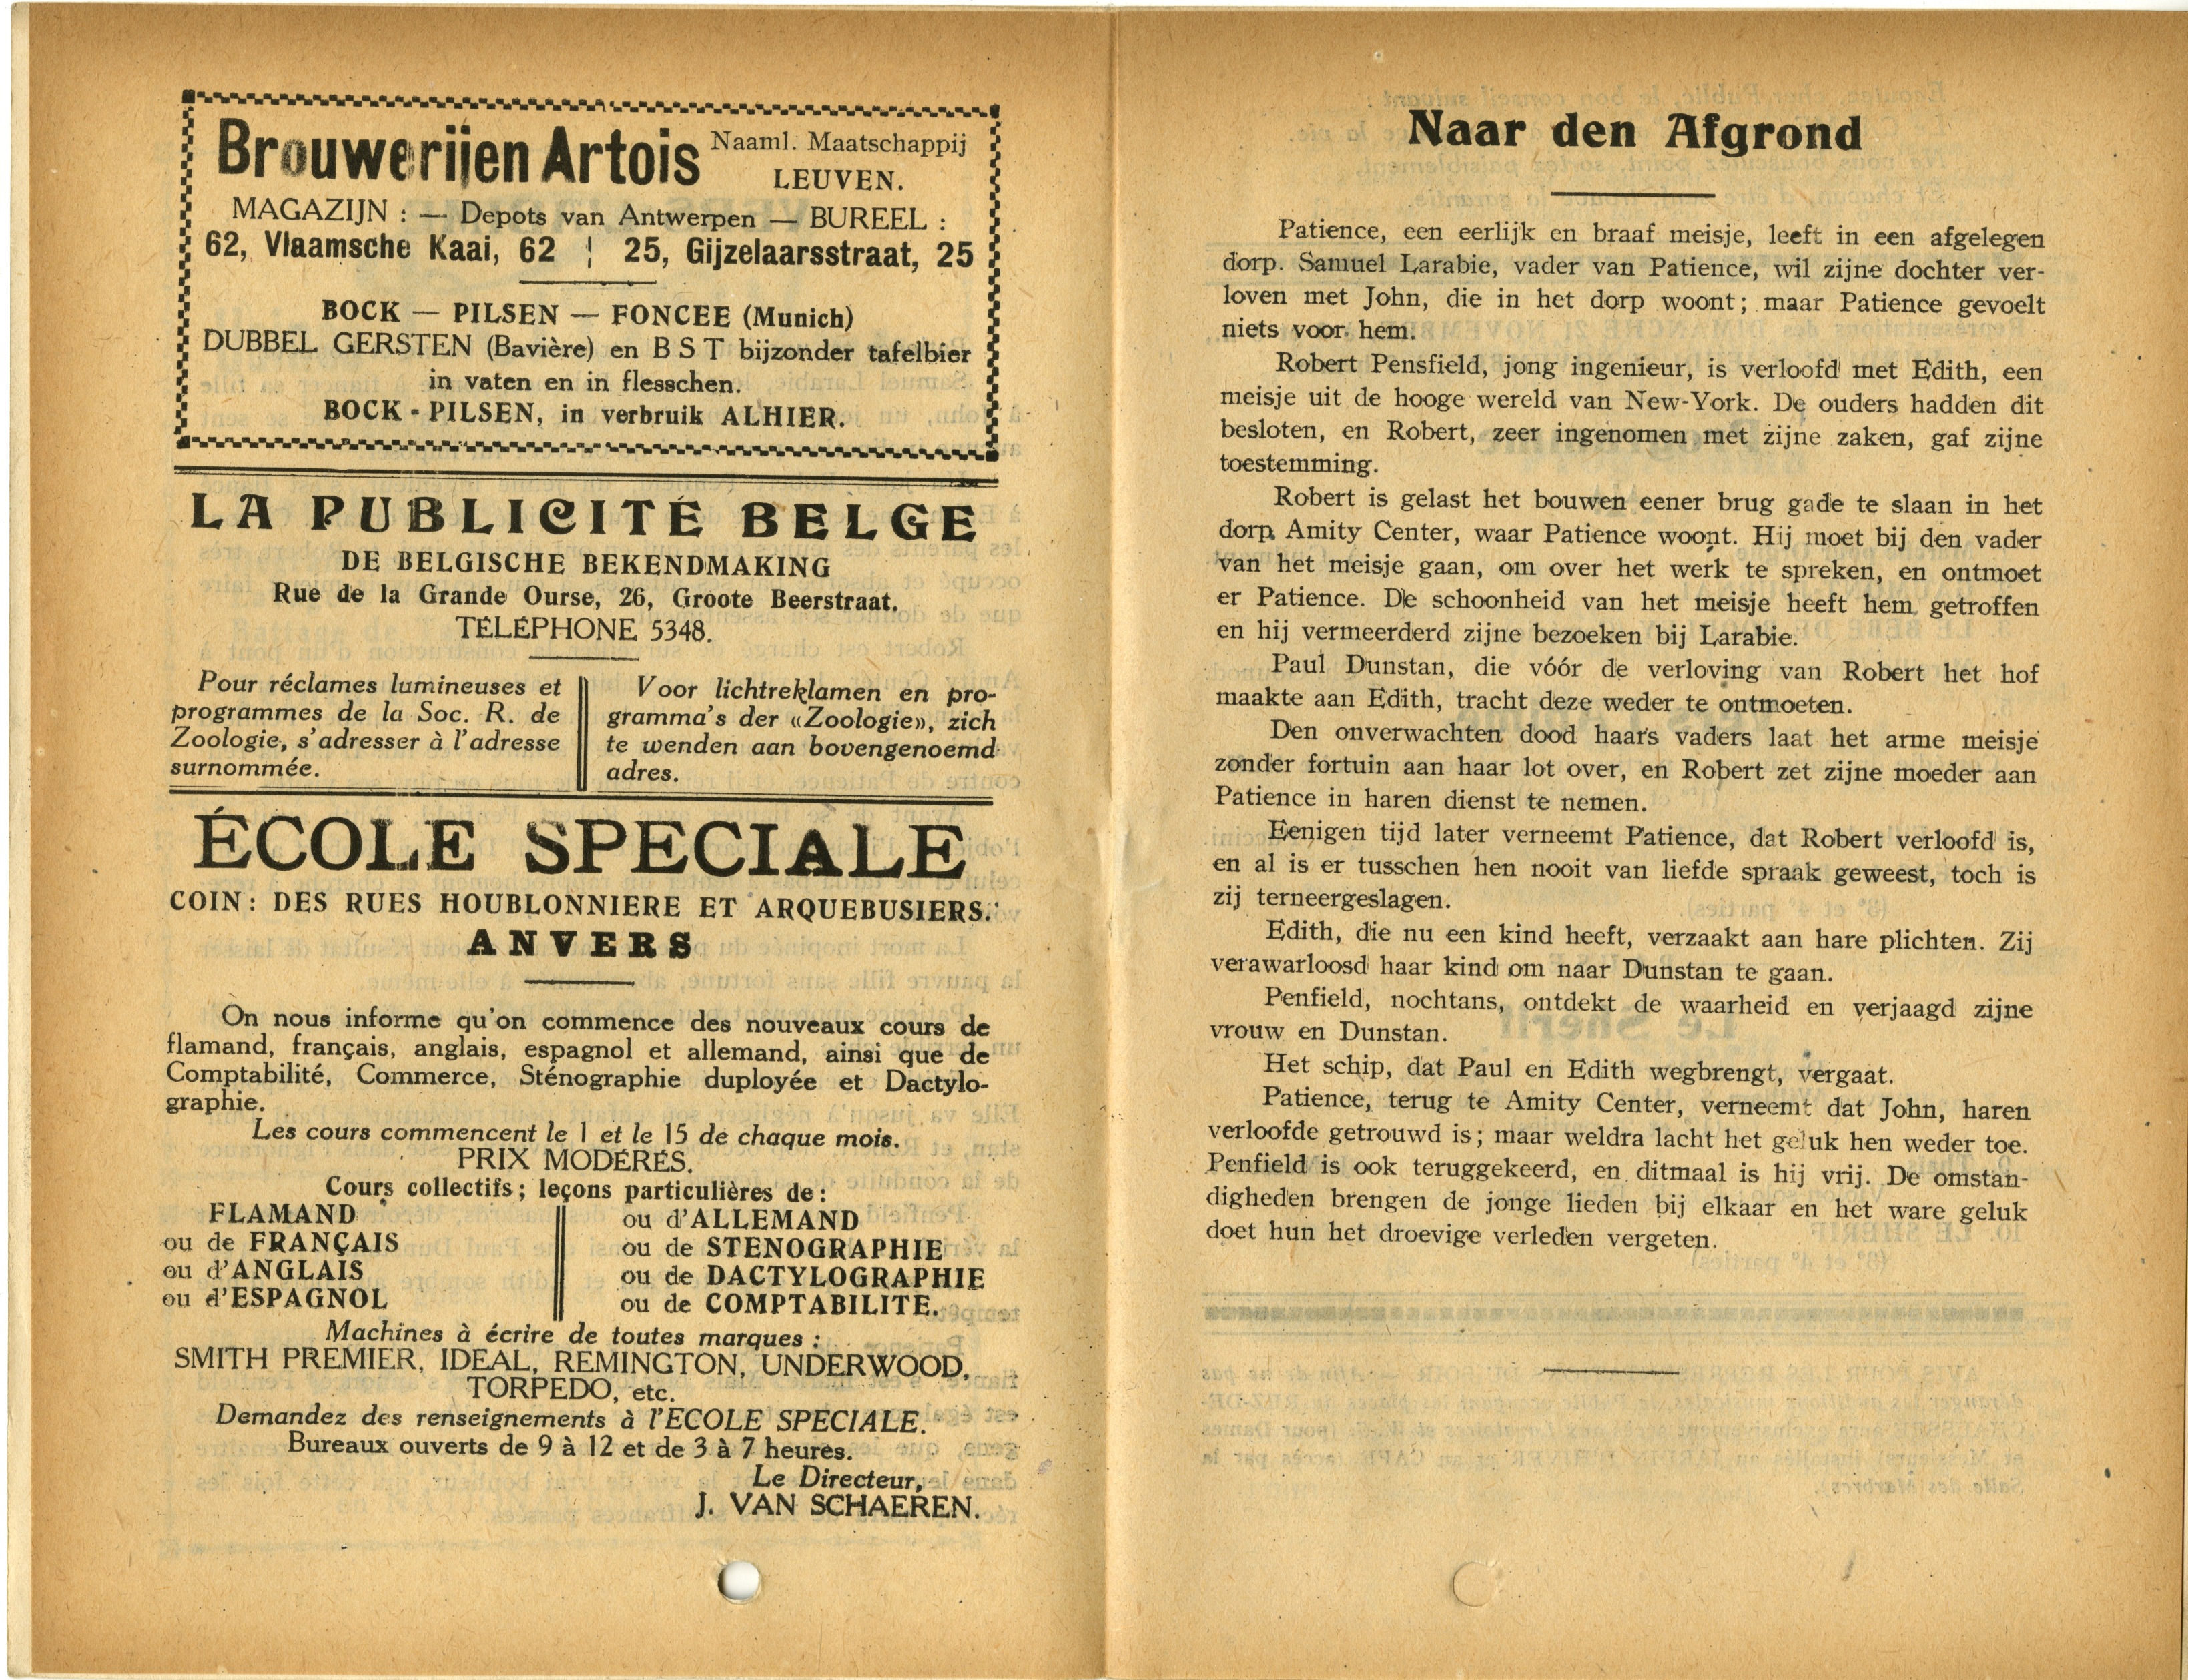 Brouwerijen Artois Naaml. Maatschappij
LEUVEN.
MAGAZIJN : — Depots van Antwerpen — BUREEL :
62, Vlaamsche Kaai, 62 ¦ 25, Gijzelaarsstraat, 25
BOCK — PILSEN — FONCEE (Munich)
DUBBEL GERSTEN (Bavière) en B S T bijzonder tafelbier
in vaten en in flesschen.
BOCK - PILSEN, in verbruik ALHIER.
LA PUBLICITÉ BELGE
DE BELGISCHE BEKENDMAKING
Rue de la Grande Ourse, 26, Groote Beerstraat.
TÉLÉPHONE 5348.
Pour réclames lumineuses et
programmes de la Soc. R. de
Zoologie, s'adresser à l'adresse
surnommée.
Voor lichtreklamen en pro-
gramma's der «Zoologie», zich
te wenden aan bovengenoemd
adres.
ÉCOLE SPECIALE
COIN : DES RUES HOUBLONNIERE ET ARQUEBUSIERS.
ANVERS
On nous informe qu'on commence des nouveaux cours de
flamand, français, anglais, espagnol et allemand, ainsi que de
Comptabilité, Commerce, Sténographie duployée et Dactylo-
graphie.
Les cours commencent le 1 et le 15 de chaque mois.
PRIX MODÉRÉS.
Cours collectifs ; leçons particulières de :
FLAMAND
ou de FRANÇAIS
ou d'ANGLAIS
ou d'ESPAGNOL
ou d'ALLEMAND
ou de STENOGRAPHIE
ou de DACTYLOGRAPHIE
ou de COMPTABILITE.
Machines à écrire de toutes marques :
SMITH PREMIER, IDEAL, REMINGTON, UNDERWOOD,
TORPEDO, etc.
Demandez des renseignements à l'ECOLE SPECIALE.
Bureaux ouverts de 9 à 12 et de 3 à 7 heures.
Le Directeur,
J. VAN SCHAEREN.
Naar den Afgrond
Patience, een eerlijk en braaf meisje, leeft in een afgelegen
dorp. Samuel Larabie, vader van Patience, wil zijne dochter ver-
loven met John, die in het dorp woont ; maar Patience gevoelt
niets voor hem.
Robert Pensfield, jong ingenieur, is verloofd met Edith, een
meisje uit de hooge wereld van New-York. De ouders hadden dit
besloten, en Robert, zeer ingenomen met zijne zaken, gaf zijne
toestemming.
Robert is gelast het bouwen eener brug gade te slaan in het
dorp Amity Center, waar Patience woont. Hij moet bij den vader
van het meisje gaan, om over het werk te spreken, en ontmoet
er Patience. De schoonheid van het meisje heeft hem getroffen
en hij vermeerderd zijne bezoeken bij Larabie.
Paul Dunstan, die vóór de verloving van Robert het hof
maakte aan Edith, tracht deze weder te ontmoeten.
Den onverwachten dood haars vaders laat het arme meisje
zonder fortuin aan haar lot over, en Robert zet zijne moeder aan
Patience in haren dienst te nemen.
Eenigen tijd later verneemt Patience, dat Robert verloofd is,
en al is er tusschen hen nooit van liefde spraak geweest, toch is
zij terneergeslagen.
Edith, die nu een kind heeft, verzaakt aan hare plichten. Zij
verawarloosd haar kind om naar Dunstan te gaan.
Penfield, nochtans, ontdekt de waarheid en verjaagd zijne
vrouw en Dunstan.
Het schip, dat Paul en Edith wegbrengt, vergaat.
Patience, terug te Amity Center, verneemt dat John, haren
verloofde getrouwd is ; maar weldra lacht het geluk hen weder toe.
Penfield is ook teruggekeerd, en ditmaal is hij vrij. De omstan-
digheden brengen de jonge lieden bij elkaar en het ware geluk
doet hun het droevige verleden vergeten.